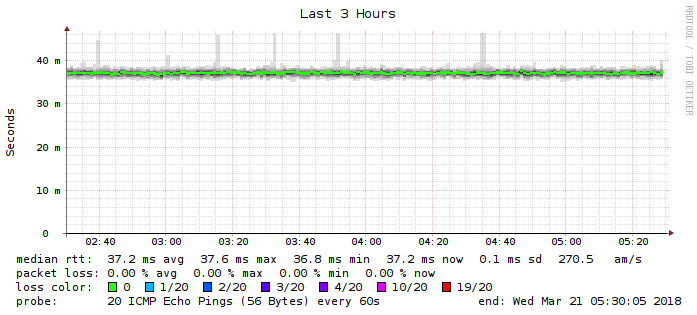 Last 3 Hours
RRDTOOL / TOBI OETIKER
Seconds
40 m
30 m
20 m
10 m
0
02:40 03:00 03:20 03:40 04:00 04:20 04:40 05:00 05:20
median rtt: 37.2 ms avg 37.6 ms max 36.8 ms min 37.2 ms now 0.1 ms sd 270.5 am/s
packet loss: 0.00 % avg 0.00 % max 0.00 % min 0.00 % now
loss color: 0 1/20 2/20 3/20 4/20 10/20 19/20
probe: 20 ICMP Echo Pings (56 Bytes) every 60s end: Wed Mar 21 05:30:05 2018